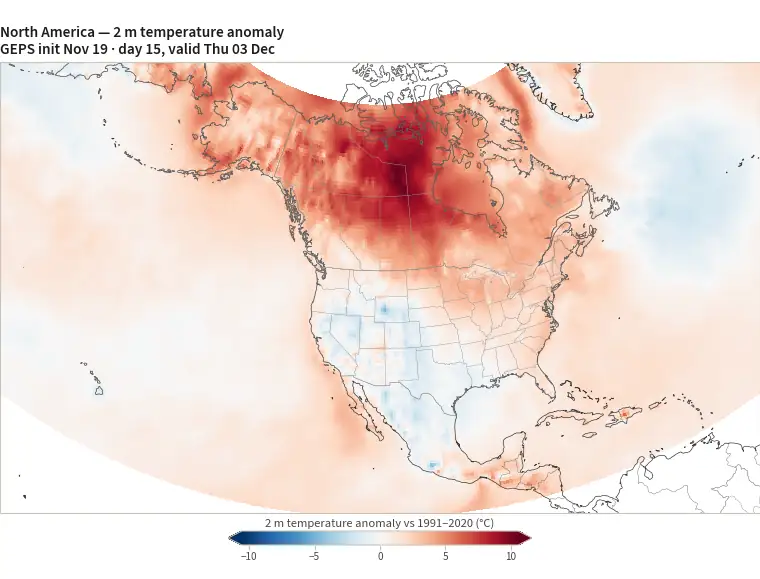 North America — 2 m temperature anomaly
GEPS init Nov 19 · day 15, valid Thu 03 Dec
2 m temperature anomaly vs 1991–2020 (°C)
−10 −5 0 5 10